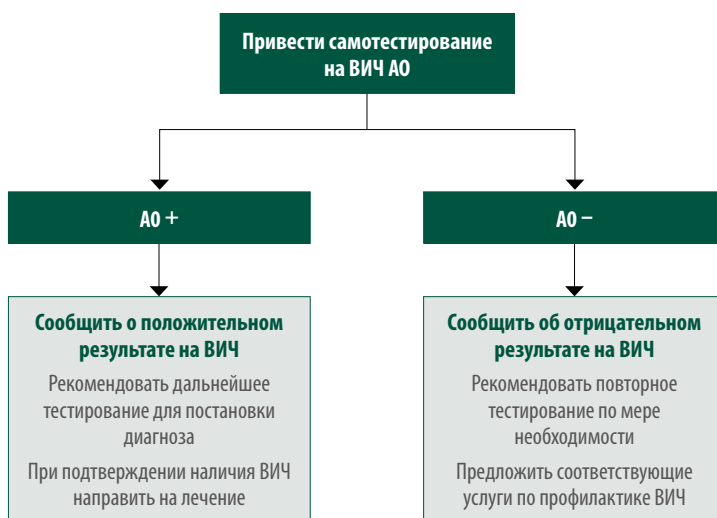 Привести самотестирование
на ВИЧ А0
А0 +
А0 −
Сообщить о положительном
результате на ВИЧ
Рекомендовать дальнейшее
тестирование для постановки
диагноза
При подтверждении наличия ВИЧ
направить на лечение
Сообщить об отрицательном
результате на ВИЧ
Рекомендовать повторное
тестирование по мере
необходимости
Предложить соответствующие
услуги по профилактике ВИЧ